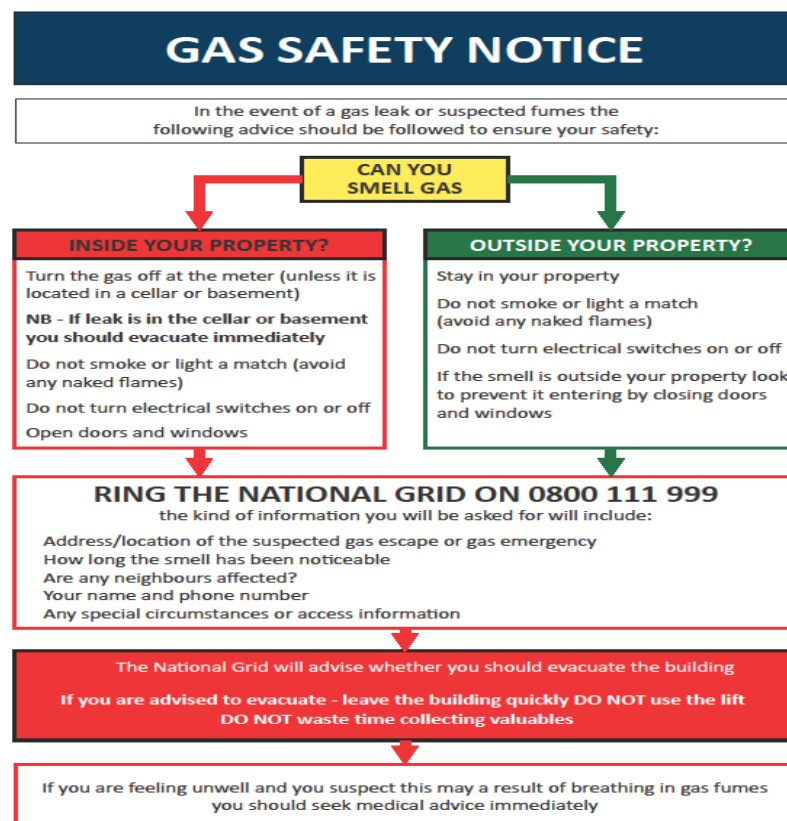 GAS SAFETY NOTICE
In the event of a gas leak or suspected fumes the
following advice should be followed to ensure your safety:
CAN YOU
SMELL GAS
INSIDE YOUR PROPERTY?
Turn the gas off at the meter (unless it is
located in a cellar or basement)
NB - If leak is in the cellar or basement
you should evacuate immediately
Do not smoke or light a match (avoid
any naked flames)
Do not turn electrical switches on or off
Open doors and windows
OUTSIDE YOUR PROPERTY?
Stay in your property
Do not smoke or light a match
(avoid any naked flames)
Do not turn electrical switches on or off
If the smell is outside your property look
to prevent it entering by closing doors
and windows
RING THE NATIONAL GRID ON 0800 111 999
the kind of information you will be asked for will include:
Address/location of the suspected gas escape or gas emergency
How long the smell has been noticeable
Are any neighbours affected?
Your name and phone number
Any special circumstances or access information
The National Grid will advise whether you should evacuate the building
If you are advised to evacuate - leave the building quickly DO NOT use the lift
DO NOT waste time collecting valuables
If you are feeling unwell and you suspect this may a result of breathing in gas fumes
you should seek medical advice immediately